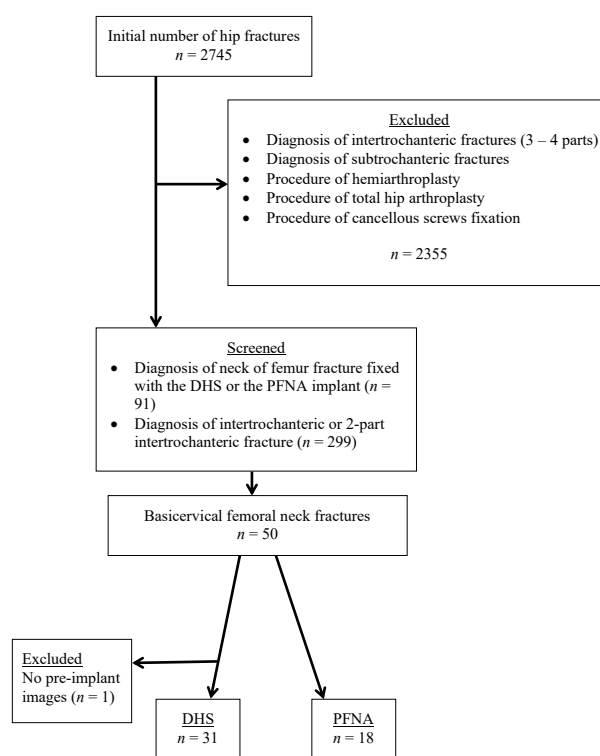 Initial number of hip fractures
n = 2745
Excluded
• Diagnosis of intertrochanteric fractures (3 – 4 parts)
• Diagnosis of subtrochanteric fractures
• Procedure of hemiarthroplasty
• Procedure of total hip arthroplasty
• Procedure of cancellous screws fixation
n = 2355
Screened
• Diagnosis of neck of femur fracture fixed
with the DHS or the PFNA implant (n =
91)
• Diagnosis of intertrochanteric or 2-part
intertrochanteric fracture (n = 299)
Basicervical femoral neck fractures
n = 50
Excluded
No pre-implant
images (n = 1)
DHS
n = 31
PFNA
n = 18